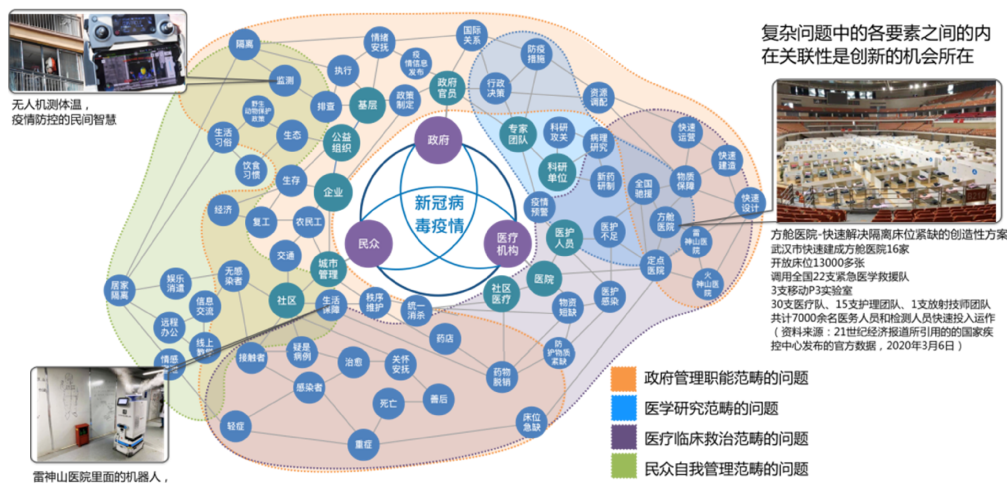 复杂问题中的各要素之间的内
在关联性是创新的机会所在
无人机测体温，
疫情防控的民间智慧
隔离
监测
野生
动物保护
政策
生活
习俗
生态
饮食
习惯
生存
经济
复工
农民工
交通
执行
排查
情绪
安抚
疫
情信息
发布
政策
制定
基层
公益
组织
企业
城市
管理
社区
政府
官员
国际
关系
防疫
措施
行政
决策
资源
调配
专家
团队
科研
攻关
病理
研究
科研
单位
新药
研制
疫情
预警
全国
驰援
物质
保障
快速
运营
快速
建造
快速
设计
方舱
医院
雷
神山医
院
火
神山医
院
定点
医院
医护
不足
医护
人员
医院
社区
医疗
医护
感染
物资
短缺
防
护物质
紧缺
药物
脱销
床位
急缺
政府
民众
医疗
机构
新冠病
毒疫情
居家
隔离
娱乐
消遣
无感
染者
信息
交流
远程
办公
线上
情感
生活
保障
秩序
维护
统一
消杀
药店
接触者
疑是
病例
治愈
关怀
安抚
感染者
死亡
善后
轻症
重症
方舱医院-快速解决隔离床位紧缺的创造性方案
武汉市快速建成方舱医院16家
开放床位13000多张
调用全国22支紧急医学救援队
3支移动P3实验室
30支医疗队、15支护理团队、1支放射技师团队
共计7000余名医务人员和检测人员快速投入运作
（资料来源：21世纪经济报道所引用的的国家疾
控中心发布的官方数据，2020年3月6日）
政府管理职能范畴的问题
医学研究范畴的问题
医疗临床救治范畴的问题
民众自我管理范畴的问题
雷神山医院里面的机器人，